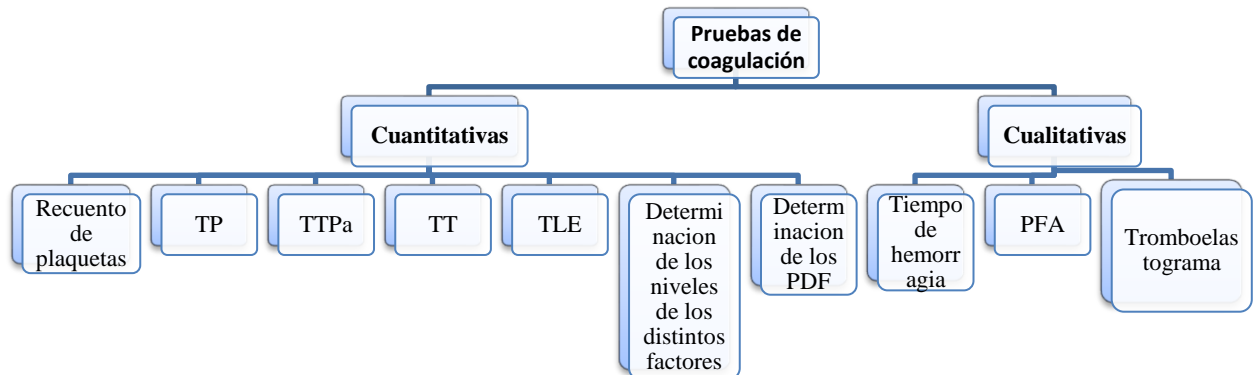 Pruebas de
coagulación
Cuantitativas
Cualitativas
Recuento
de
plaquetas
TP
TTPa
TT
TLE
Determi
nacion
de los
niveles
de los
distintos
factores
Determ
inacion
de los
PDF
Tiempo
de
hemorr
agia
PFA
Tromboelas
tograma